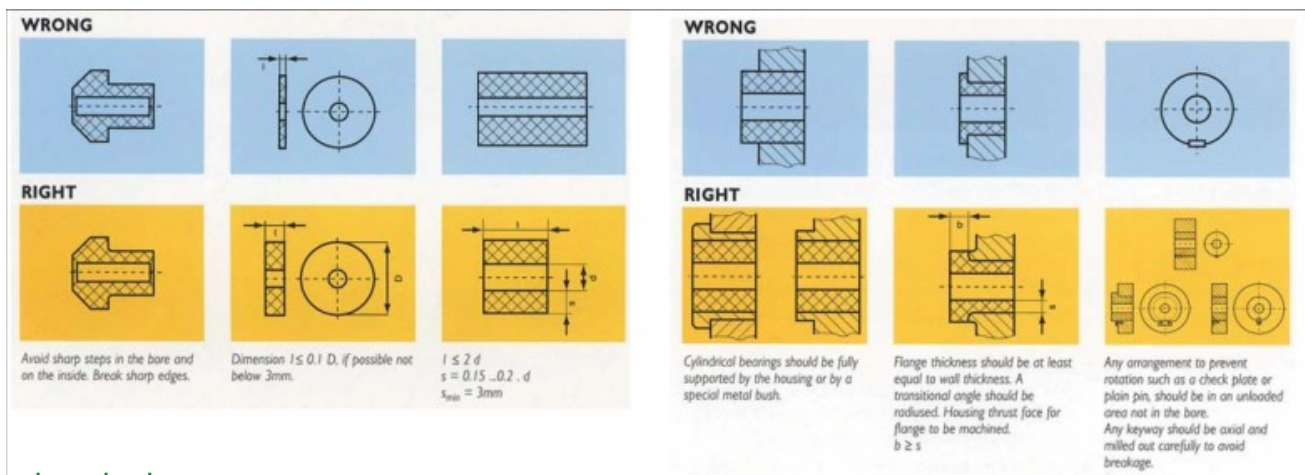 WRONG
l
RIGHT
l
D
l
d
s
Avoid sharp steps in the bore and
on the inside. Break sharp edges.
Dimension l ≤ 0.1 D, if possible not
below 3mm.
l ≤ 2 d
s = 0.15 ...0.2 . d
smin = 3mm
WRONG
RIGHT
b
s
Cylindrical bearings should be fully
supported by the housing or by a
special metal bush.
Flange thickness should be at least
equal to wall thickness. A
transitional angle should be
radiused. Housing thrust face for
flange to be machined.
b ≥ s
Any arrangement to prevent
rotation such as a check plate or
plain pin, should be in an unloaded
area not in the bore.
Any keyway should be axial and
milled out carefully to avoid
breakage.